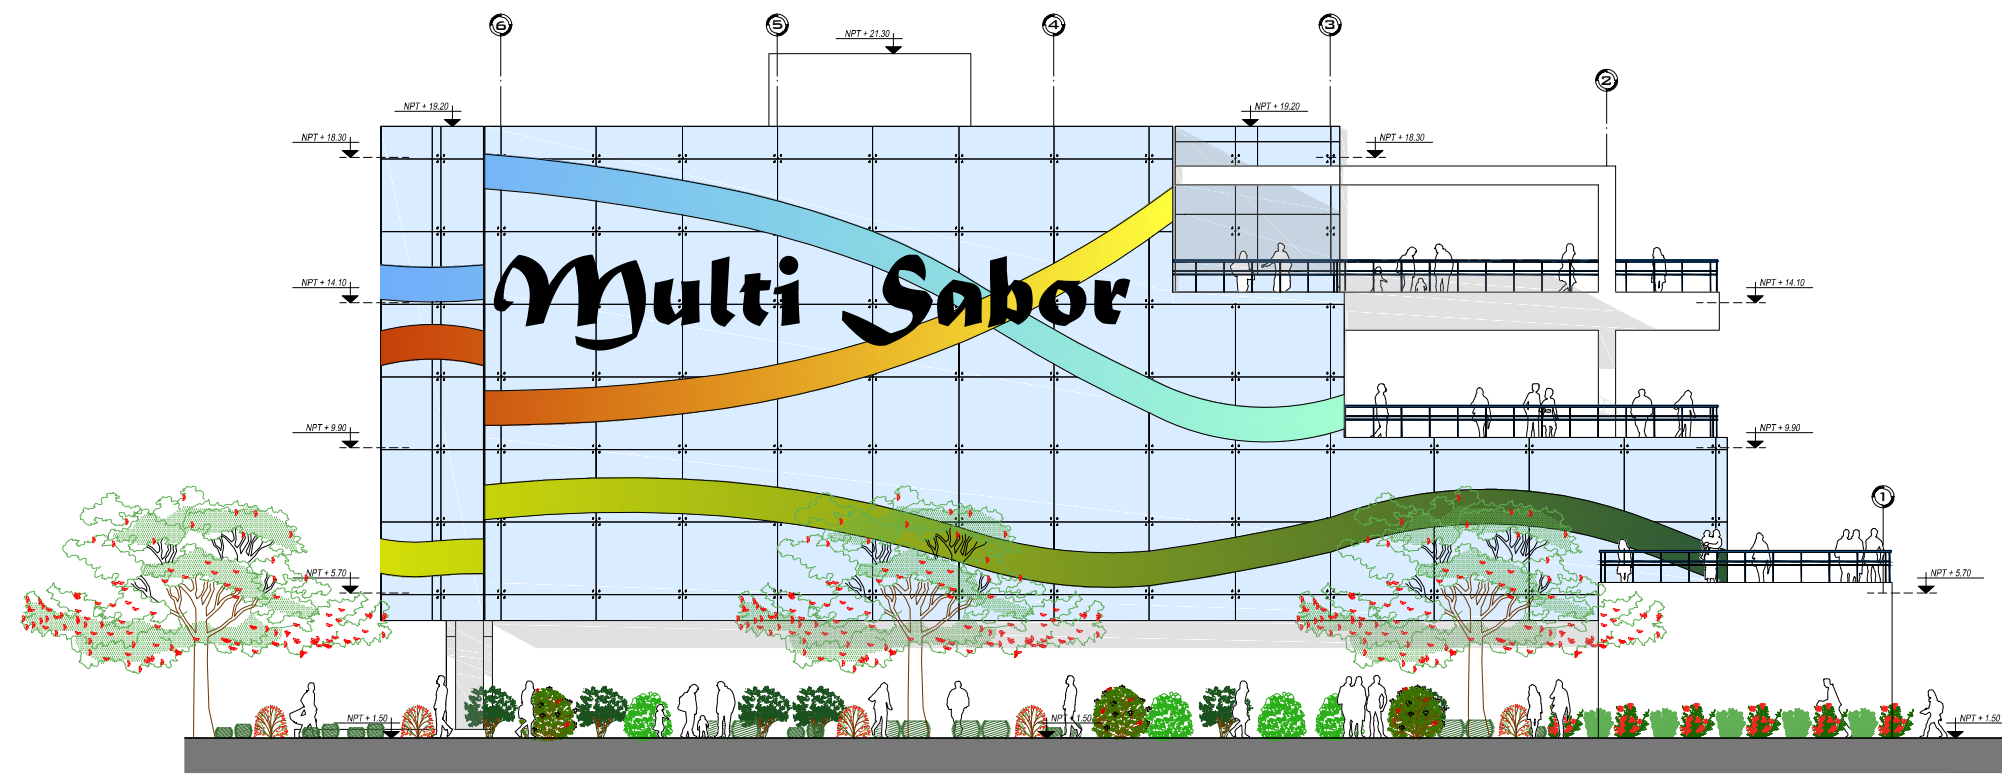 6 5 4 3
NPT + 21.30
2
NPT + 19.20 NPT + 19.20
NPT + 18.30 NPT + 18.30
Multi Sabor
NPT + 14.10 NPT + 14.10
NPT + 9.90 NPT + 9.90
1
NPT + 5.70 NPT + 5.70
NPT + 1.50 NPT + 1.50 NPT + 1.50